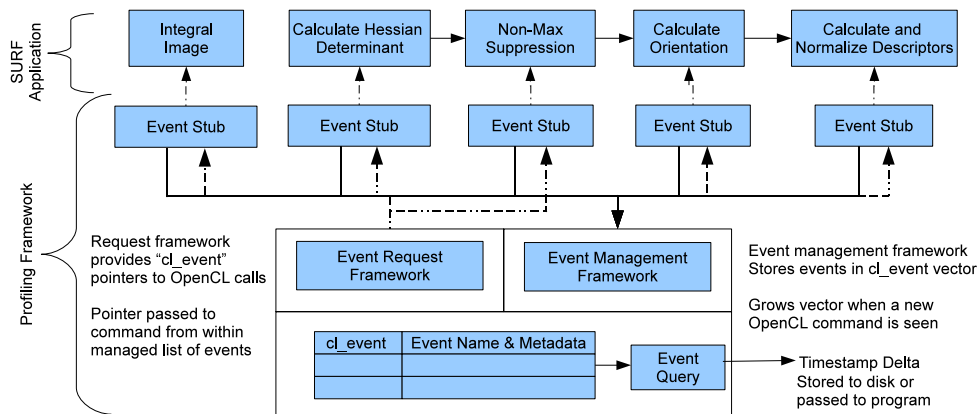 SURF
Application
Integral
Image
Calculate Hessian
Determinant
Non-Max
Suppression
Calculate
Orientation
Calculate and
Normalize Descriptors
Profiling Framework
Event Stub
Event Stub
Event Stub
Event Stub
Event Stub
Request framework
provides “cl_event”
pointers to OpenCL calls
Pointer passed to
command from within
managed list of events
Event Request
Framework
Event Management
Framework
Event management framework
Stores events in cl_event vector
Grows vector when a new
OpenCL command is seen
cl_event
Event Name & Metadata
Event
Query
Timestamp Delta
Stored to disk or
passed to program